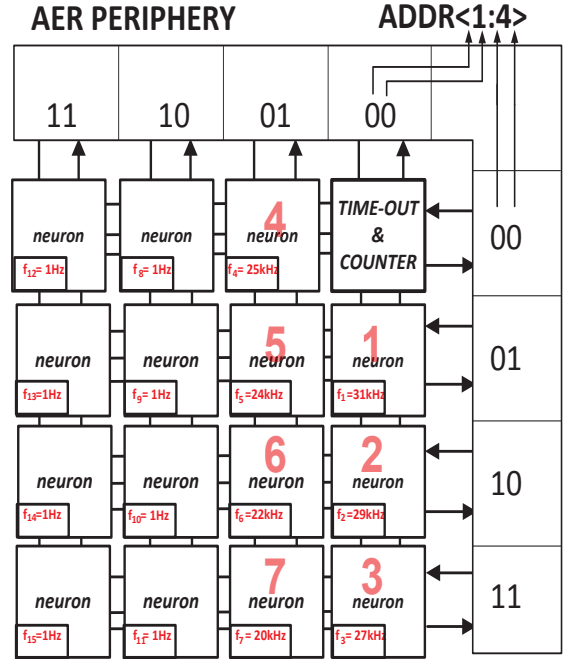 AER PERIPHERY ADDR<1:4>
11 10 01 00
neuron
f12= 1Hz
neuron
f8= 1Hz
4
neuron
f4= 25kHz
TIME-OUT
&
COUNTER
00
neuron
f13=1Hz
neuron
f9= 1Hz
5
neuron
f5=24kHz
1
neuron
f1=31kHz
01
neuron
f14=1Hz
neuron
f10= 1Hz
6
neuron
f6=22kHz
2
neuron
f2=29kHz
10
neuron
f15=1Hz
neuron
f11= 1Hz
7
neuron
f7= 20kHz
3
neuron
f3= 27kHz
11